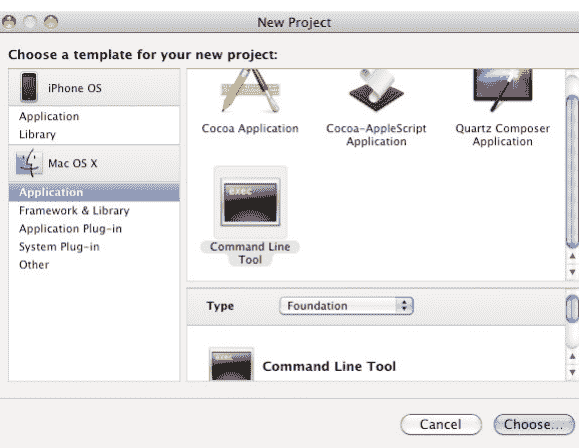 New Project
Choose a template for your new project:
iPhone OS
Application
Library
Mac OS X
Application
Framework & Library
Application Plug-in
System Plug-in
Other
Cocoa Application
Cocoa-AppleScript
Application
Quartz Composer
Application
exec
Command Line
Tool
Type
Foundation
exec
Command Line Tool
Cancel
Choose...